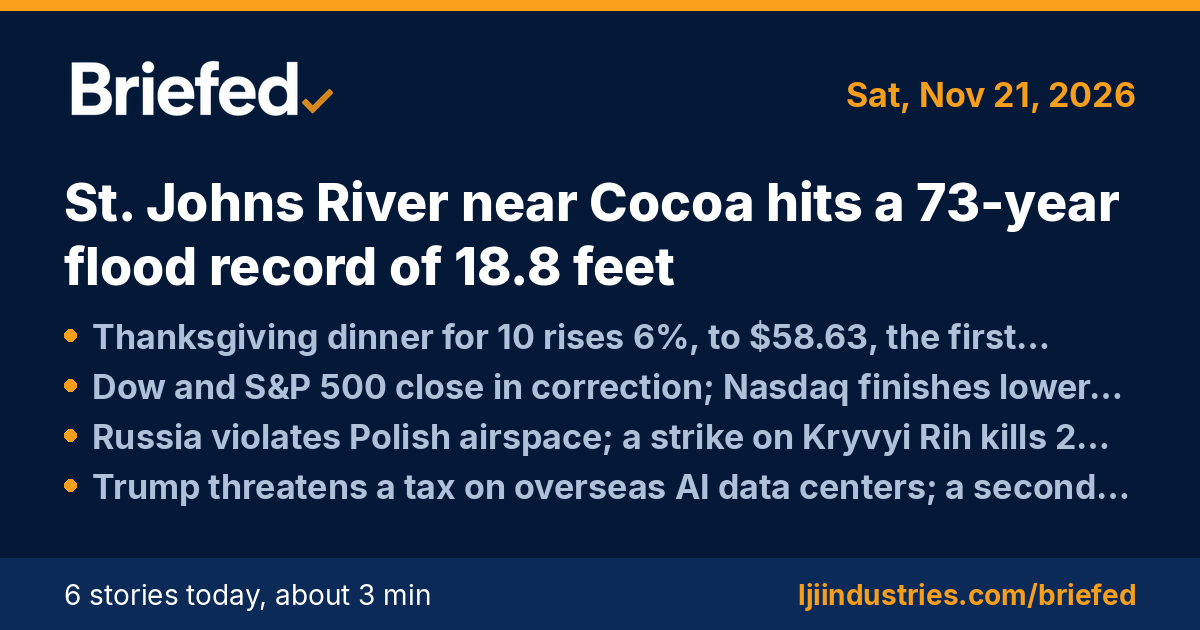 Briefed
Sat, Nov 21, 2026
St. Johns River near Cocoa hits a 73-year
flood record of 18.8 feet
• Thanksgiving dinner for 10 rises 6%, to $58.63, the first...
• Dow and S&P 500 close in correction; Nasdaq finishes lower...
• Russia violates Polish airspace; a strike on Kryvyi Rih kills 2...
• Trump threatens a tax on overseas AI data centers; a second...
6 stories today, about 3 min
ljiindustries.com/briefed